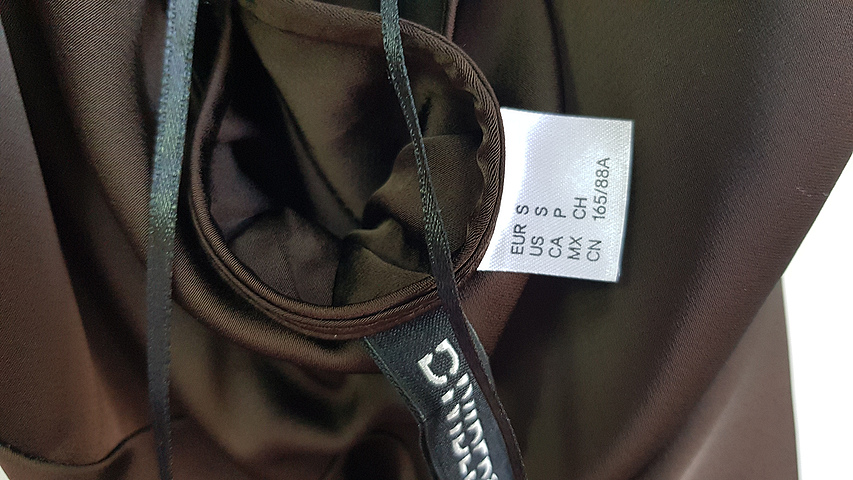 EUR S
US S
CA P
MX CH
CN 165/88A